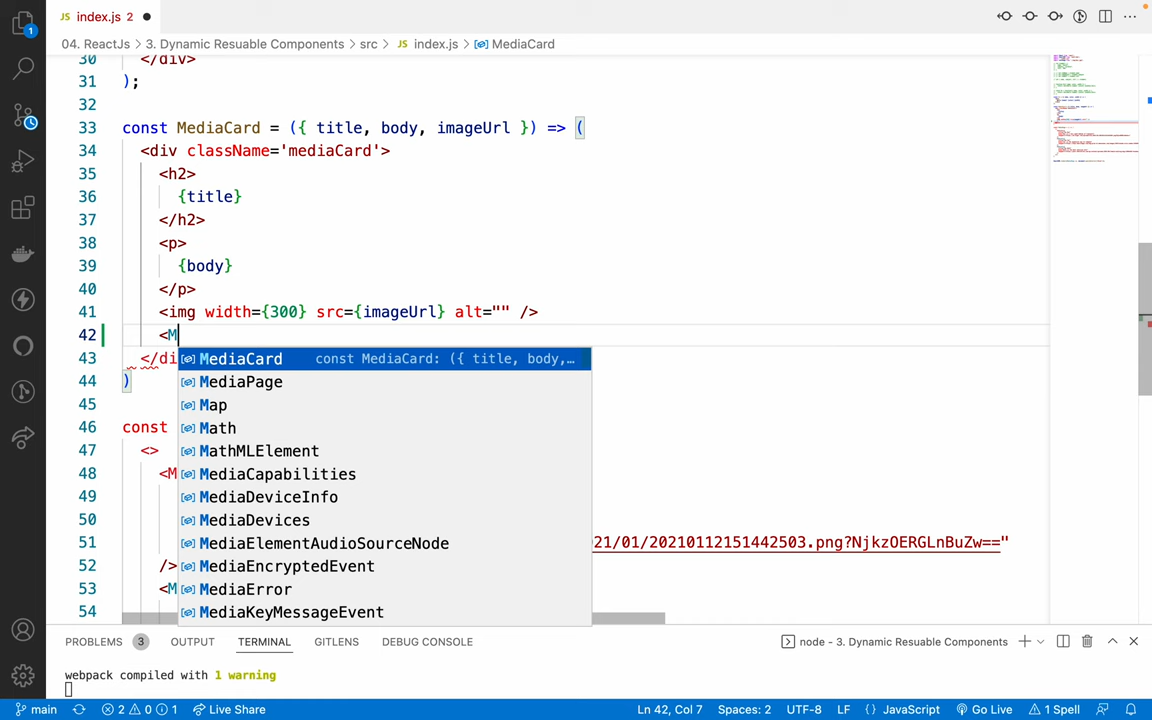 JS index.js 2 ●
04. ReactJs > 3. Dynamic Resuable Components > src > JS index.js > MediaCard
30 </div>
31 );
32
33 const MediaCard = ({ title, body, imageUrl }) => (
34 <div className='mediaCard'>
35 <h2>
36 {title}
37 </h2>
38 <p>
39 {body}
40 </p>
41 <img width={300} src={imageUrl} alt="" />
42 <M
43 </di
MediaCard const MediaCard: ({ title, body,…
44 )
MediaPage
45
Map
46 const
Math
47 <>
MathMLElement
48 <M
MediaCapabilities
49
MediaDeviceInfo
50
MediaDevices
51
MediaElementAudioSourceNode
21/01/20210112151442503.png?NjkzOERGLnBuZw=="
52 />
MediaEncryptedEvent
53 <M
MediaError
54
MediaKeyMessageEvent
PROBLEMS 3 OUTPUT TERMINAL GITLENS DEBUG CONSOLE node - 3. Dynamic Resuable Components
webpack compiled with 1 warning
main 2 0 1 Live Share Ln 42, Col 7 Spaces: 2 UTF-8 LF {} JavaScript Go Live 1 Spell
1